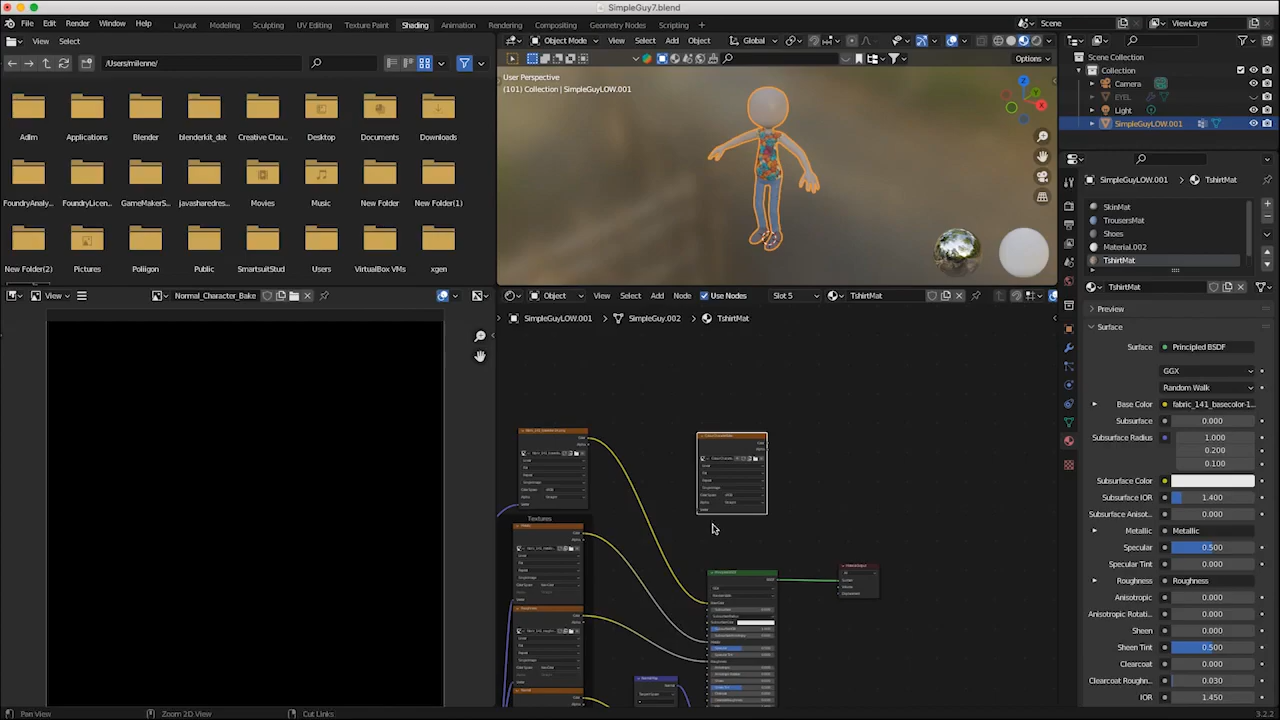 SimpleGuy7.blend
File Edit Render Window Help Layout Modeling Sculpting UV Editing Texture Paint Shading Animation Rendering Compositing Geometry Nodes Scripting + Scene ViewLayer
View Select
Object Mode View Select Add Object Global
/Users/milenne/
Options
User Perspective
(101) Collection | SimpleGuyLOW.001
Scene Collection
Collection
Camera
EYEL
Light
SimpleGuyLOW.001
Adlm Applications Blender blenderkit_dat Creative Clou... Desktop Documents Downloads
FoundryAnaly... FoundryLicen... GameMakerS... javasharedres... Movies Music New Folder New Folder(1)
New Folder(2) Pictures Poliigon Public SmartsuitStud Users VirtualBox VMs xgen
SimpleGuyLOW.001 TshirtMat
SkinMat
TrousersMat
Shoes
Material.002
TshirtMat
TshirtMat
View Normal_Character_Bake
Object View Select Add Node Use Nodes Slot 5 TshirtMat
SimpleGuyLOW.001 > SimpleGuy.002 > TshirtMat
Textures
Preview
Surface
Surface Principled BSDF
GGX
Random Walk
Base Color fabric_141_basecolor-1...
Subsurface 0.000
Subsurface Radius 1.000
0.200
0.100
Subsurface Color
Subsurface IOR 1.400
Subsurface Anisot... 0.000
Metallic Metallic
Specular 0.500
Specular Tint 0.000
Roughness Roughness
Anisotropic 0.000
Anisotropic Rotati... 0.000
Sheen 0.000
Sheen Tint 0.500
Clearcoat 0.000
Clearcoat Roughn... 0.030
IOR 1.450
Pan View Zoom 2D View Cut Links 3.2.2